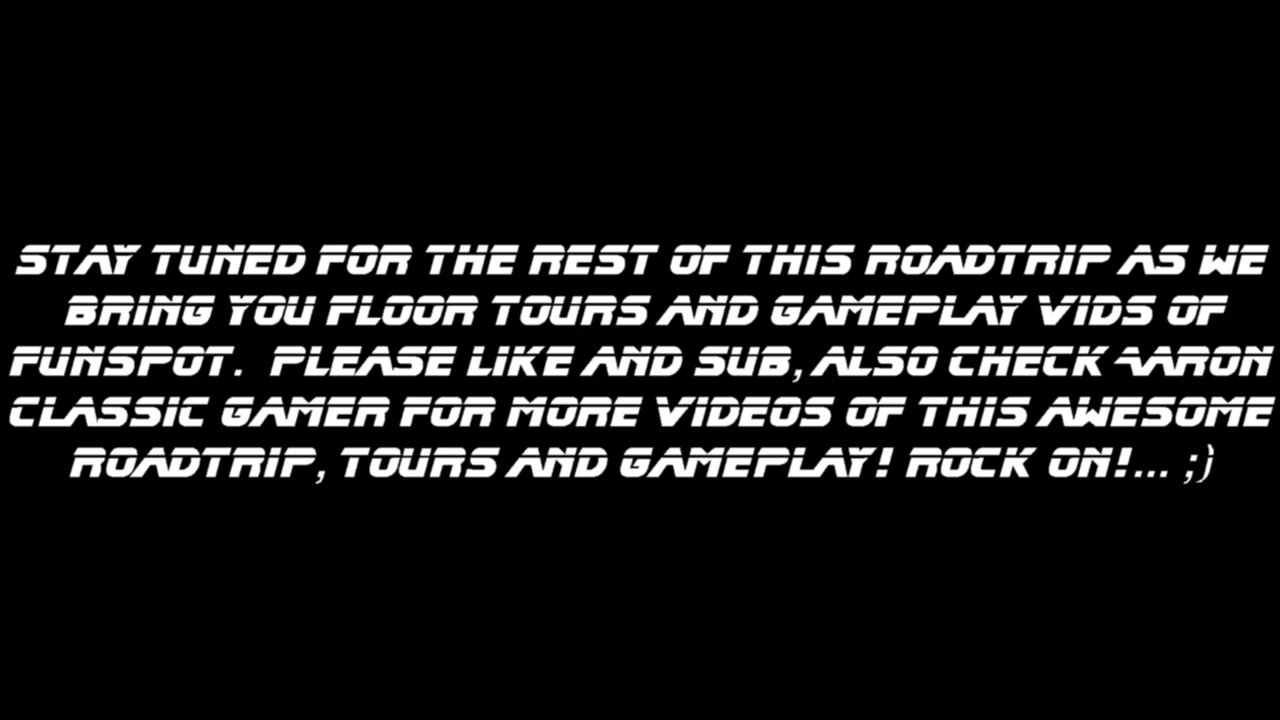 STAY TUNED FOR THE REST OF THIS ROADTRIP AS WE
BRING YOU FLOOR TOURS AND GAMEPLAY VIDS OF
FUNSPOT. PLEASE LIKE AND SUB, ALSO CHECK AARON
CLASSIC GAMER FOR MORE VIDEOS OF THIS AWESOME
ROADTRIP, TOURS AND GAMEPLAY! ROCK ON!... ;)